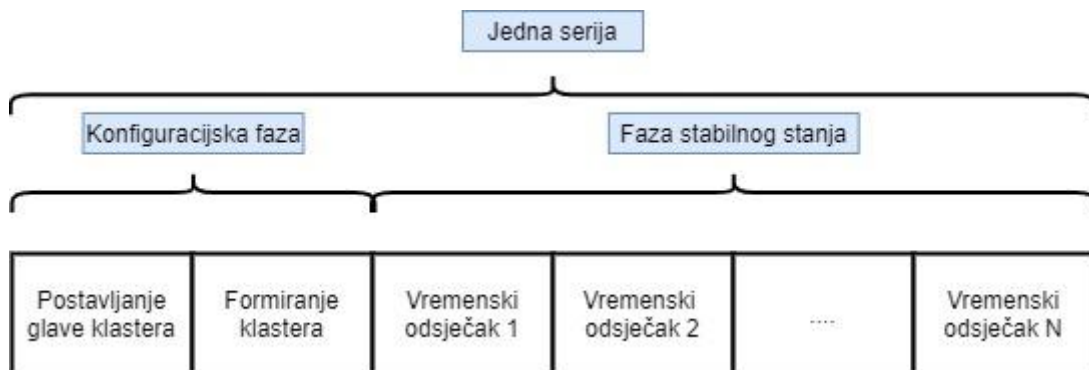 Jedna serija
Konfiguracijska faza
Faza stabilnog stanja
Postavljanje
glave klastera
Formiranje
klastera
Vremenski
odsječak 1
Vremenski
odsječak 2
....
Vremenski
odsječak N